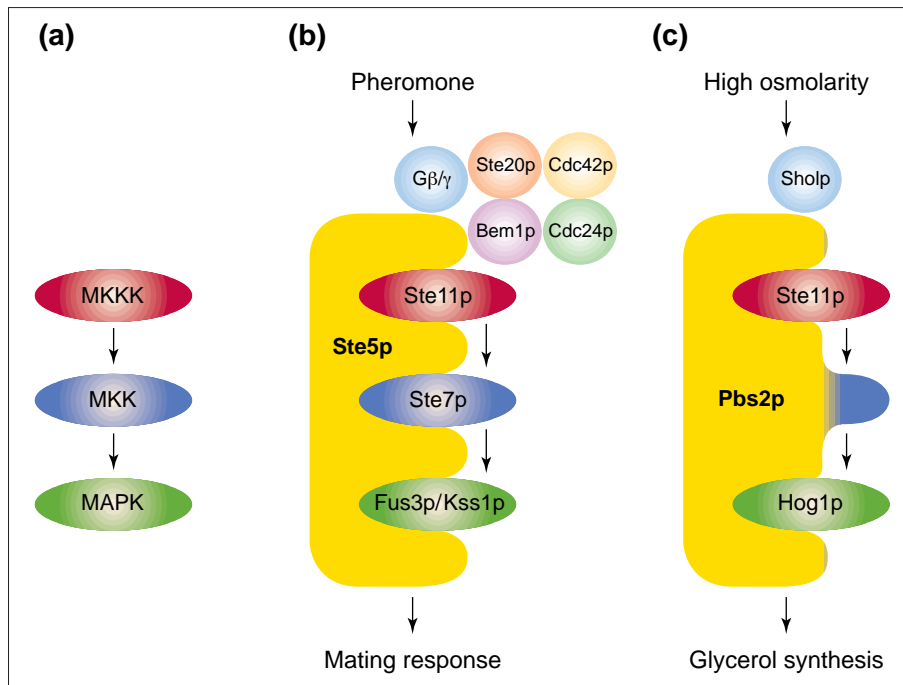 (a)
MKKK
MKK
MAPK
(b)
Pheromone
Gβ/γ
Ste20p
Cdc42p
Bem1p
Cdc24p
Ste11p
Ste5p
Ste7p
Fus3p/Kss1p
Mating response
(c)
High osmolarity
Sholp
Ste11p
Pbs2p
Hog1p
Glycerol synthesis